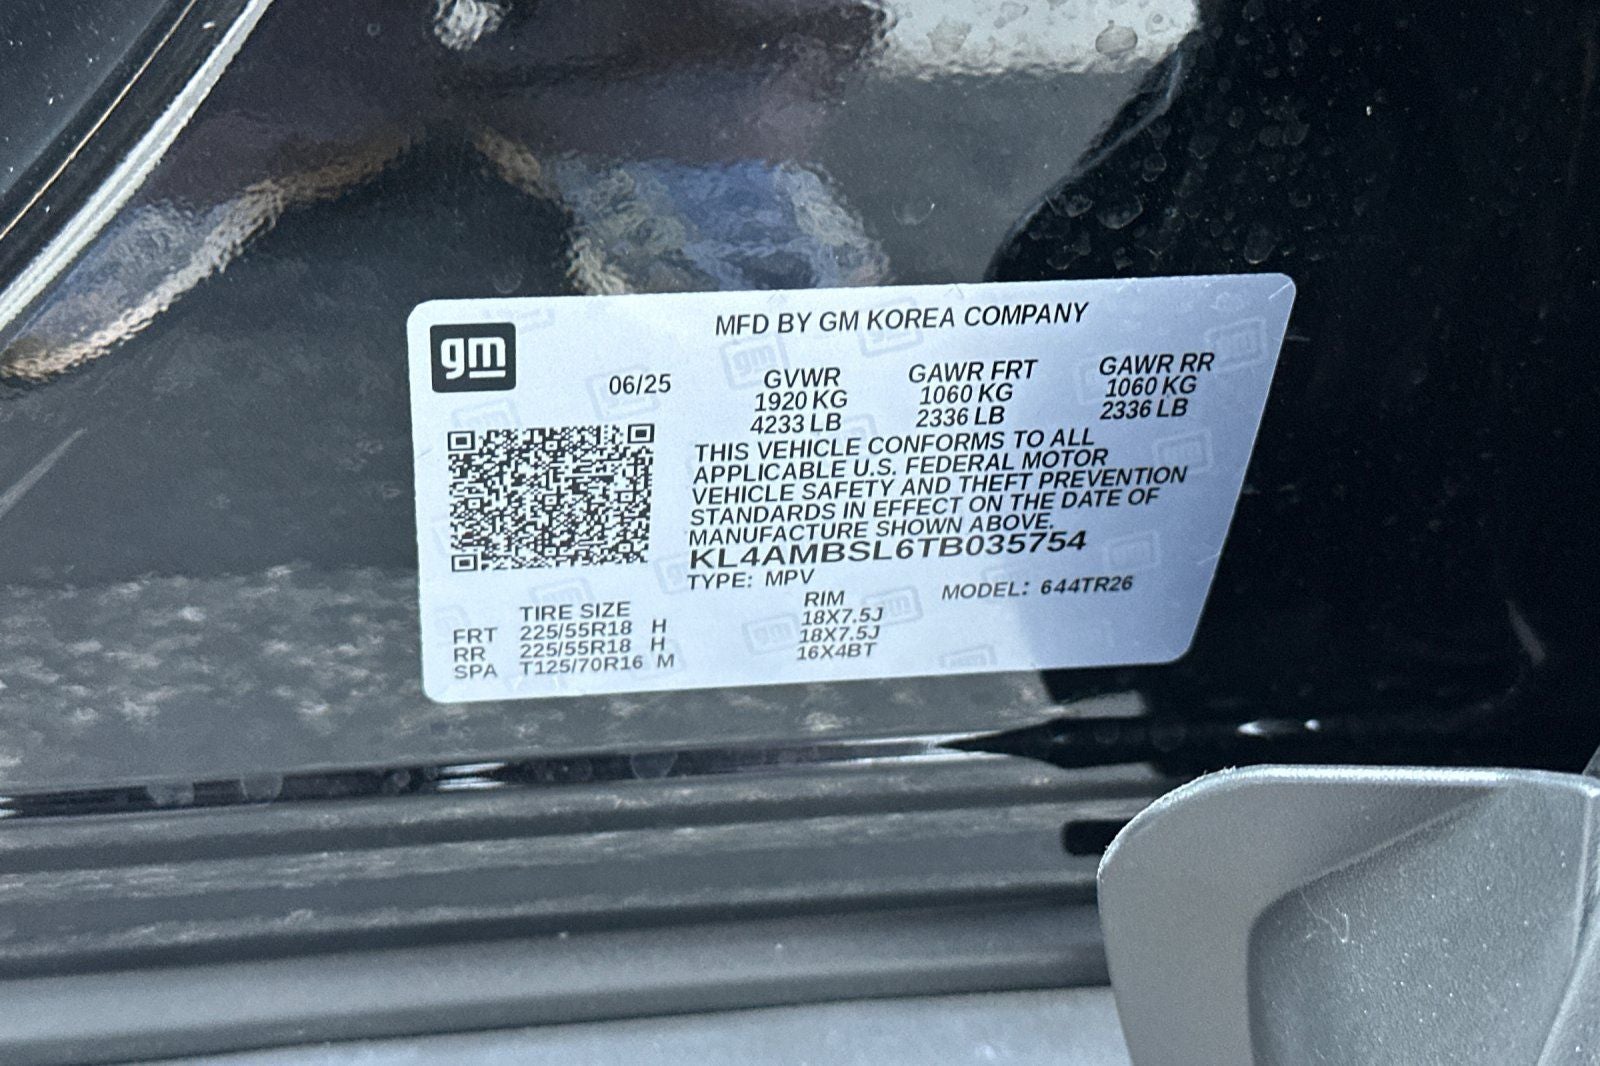 MFD BY GM KOREA COMPANY
gm
06/25
GVWR GAWR FRT GAWR RR
1920 KG 1060 KG 1060 KG
4233 LB 2336 LB 2336 LB
THIS VEHICLE CONFORMS TO ALL
APPLICABLE U.S. FEDERAL MOTOR
VEHICLE SAFETY AND THEFT PREVENTION
STANDARDS IN EFFECT ON THE DATE OF
MANUFACTURE SHOWN ABOVE.
KL4AMBSL6TB035754
TYPE: MPV MODEL: 644TR26
TIRE SIZE RIM
FRT 225/55R18 H 18X7.5J
RR 225/55R18 H 18X7.5J
SPA T125/70R16 M 16X4BT